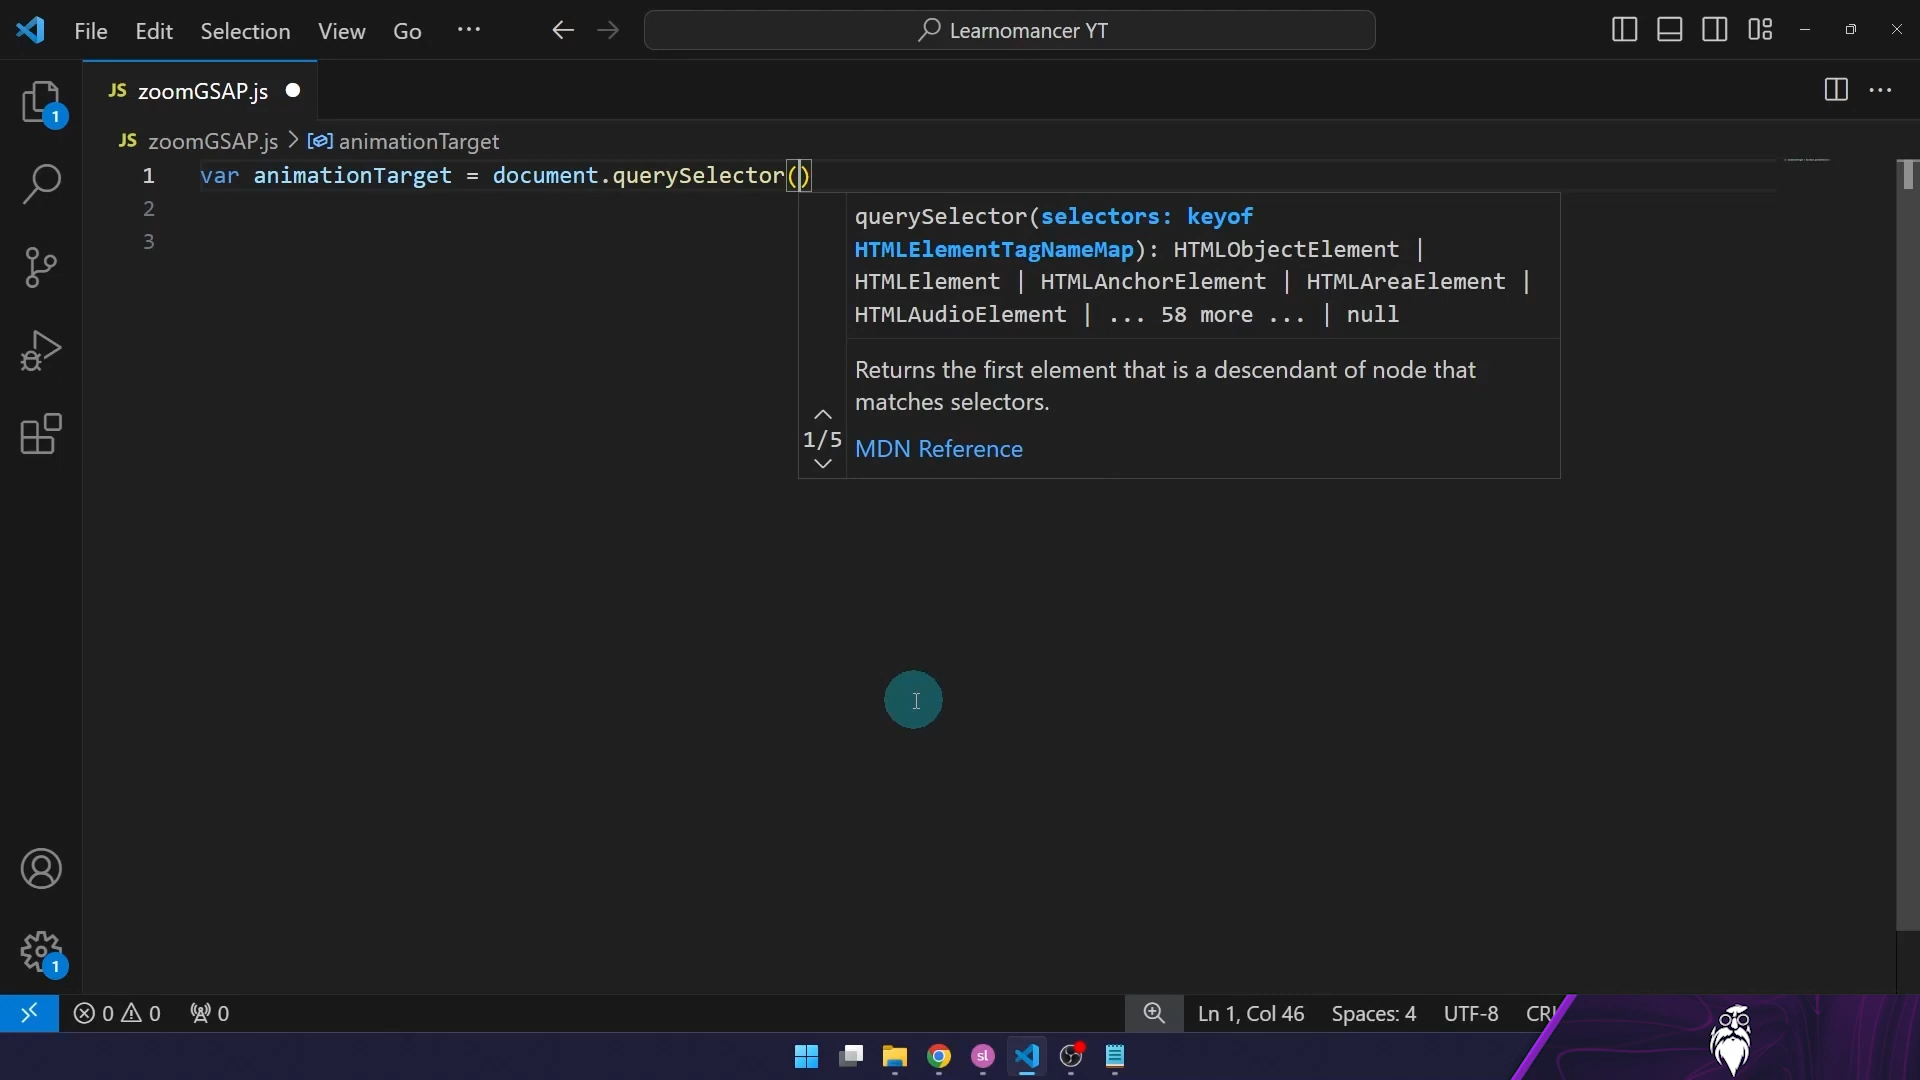 File Edit Selection View Go ··· Learnomancer YT
1 JS zoomGSAP.js
JS zoomGSAP.js > animationTarget
1 var animationTarget = document.querySelector()
2
3
querySelector(selectors: keyof
HTMLElementTagNameMap): HTMLObjectElement |
HTMLElement | HTMLAnchorElement | HTMLAreaElement |
HTMLAudioElement | ... 58 more ... | null
Returns the first element that is a descendant of node that
matches selectors.
1/5 MDN Reference
1
0 0 0 Ln 1, Col 46 Spaces: 4 UTF-8
sl